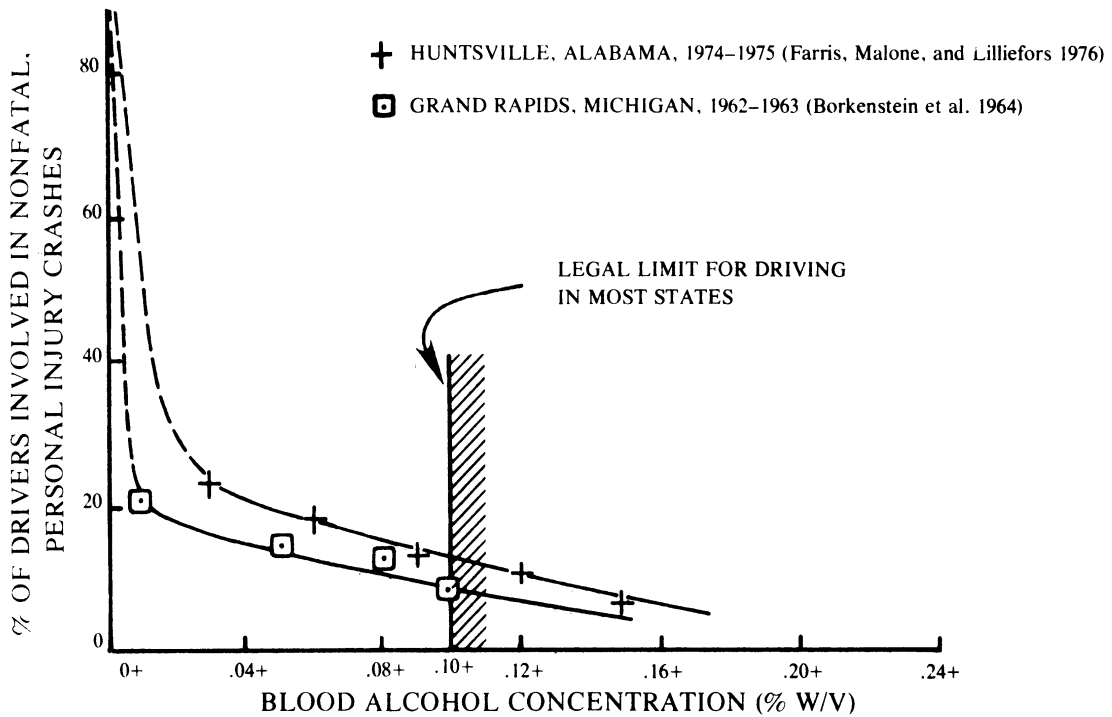 HUNTSVILLE, ALABAMA, 1974–1975 (Farris, Malone, and Lilliefors 1976)
GRAND RAPIDS, MICHIGAN, 1962–1963 (Borkenstein et al. 1964)
% OF DRIVERS INVOLVED IN NONFATAL.
PERSONAL INJURY CRASHES
80
60
40
20
0
LEGAL LIMIT FOR DRIVING
IN MOST STATES
0+ .04+ .08+ .10+ .12+ .16+ .20+ .24+
BLOOD ALCOHOL CONCENTRATION (% W/V)